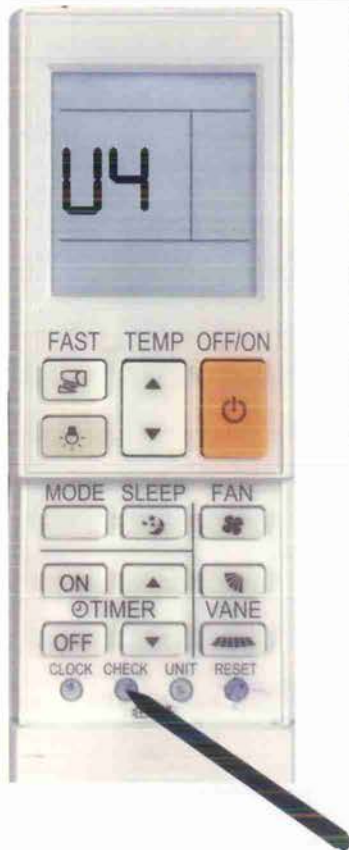 U4
FAST TEMP OFF/ON
MODE SLEEP FAN
ON
TIMER VANE
OFF
CLOCK CHECK UNIT RESET